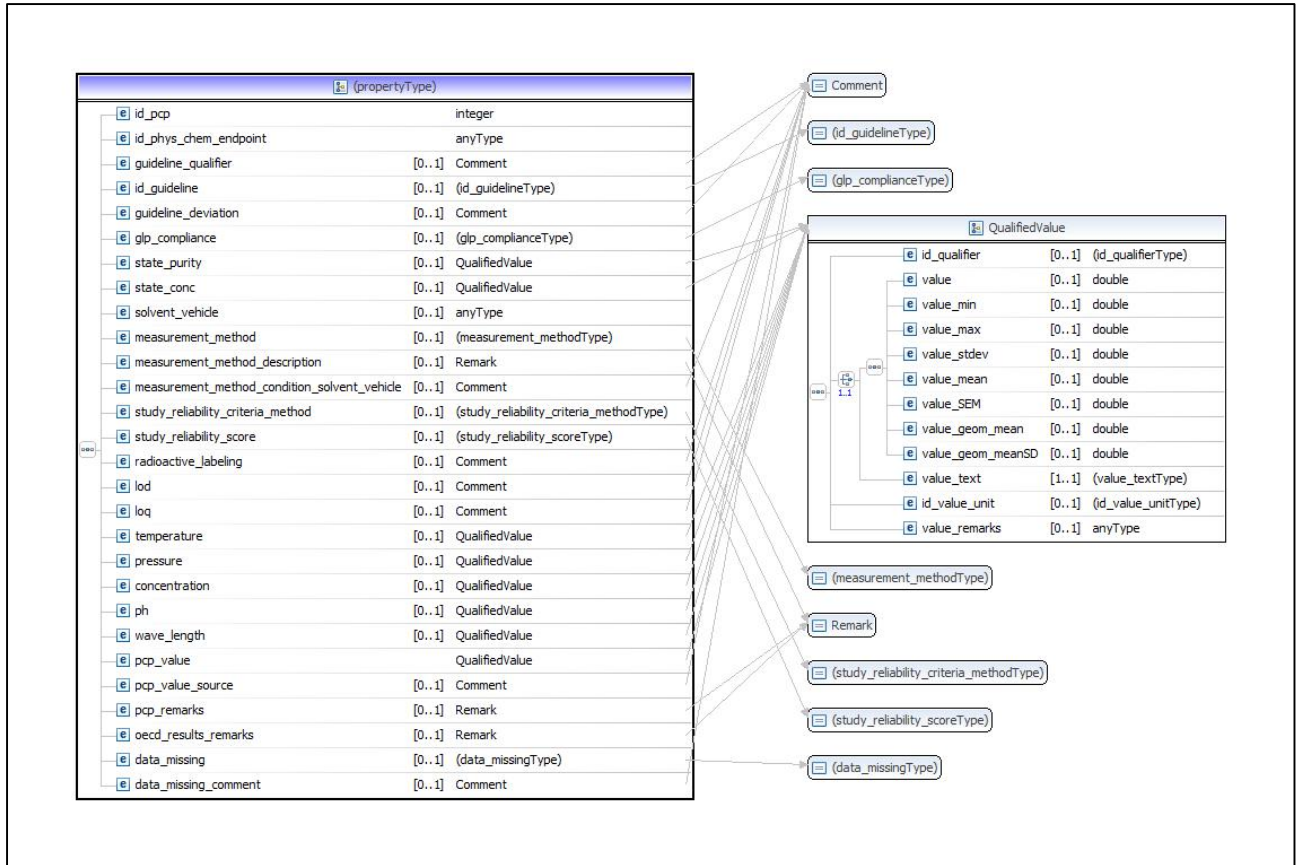 (propertyType)
e id_pcp integer
e id_phys_chem_endpoint anyType
e guideline_qualifier [0..1] Comment
e id_guideline [0..1] (id_guidelineType)
e guideline_deviation [0..1] Comment
e glp_compliance [0..1] (glp_complianceType)
e state_purity [0..1] QualifiedValue
e state_conc [0..1] QualifiedValue
e solvent_vehicle [0..1] anyType
e measurement_method [0..1] (measurement_methodType)
e measurement_method_description [0..1] Remark
e measurement_method_condition_solvent_vehicle [0..1] Comment
e study_reliability_criteria_method [0..1] (study_reliability_criteria_methodType)
e study_reliability_score [0..1] (study_reliability_scoreType)
e radioactive_labeling [0..1] Comment
e lod [0..1] Comment
e loq [0..1] Comment
e temperature [0..1] QualifiedValue
e pressure [0..1] QualifiedValue
e concentration [0..1] QualifiedValue
e ph [0..1] QualifiedValue
e wave_length [0..1] QualifiedValue
e pcp_value QualifiedValue
e pcp_value_source [0..1] Comment
e pcp_remarks [0..1] Remark
e oecd_results_remarks [0..1] Remark
e data_missing [0..1] (data_missingType)
e data_missing_comment [0..1] Comment
Comment
(id_guidelineType)
(glp_complianceType)
QualifiedValue
e id_qualifier [0..1] (id_qualifierType)
e value [0..1] double
e value_min [0..1] double
e value_max [0..1] double
e value_stdev [0..1] double
e value_mean [0..1] double
1..1
e value_SEM [0..1] double
e value_geom_mean [0..1] double
e value_geom_meanSD [0..1] double
e value_text [1..1] (value_textType)
e id_value_unit [0..1] (id_value_unitType)
e value_remarks [0..1] anyType
(measurement_methodType)
Remark
(study_reliability_criteria_methodType)
(study_reliability_scoreType)
(data_missingType)